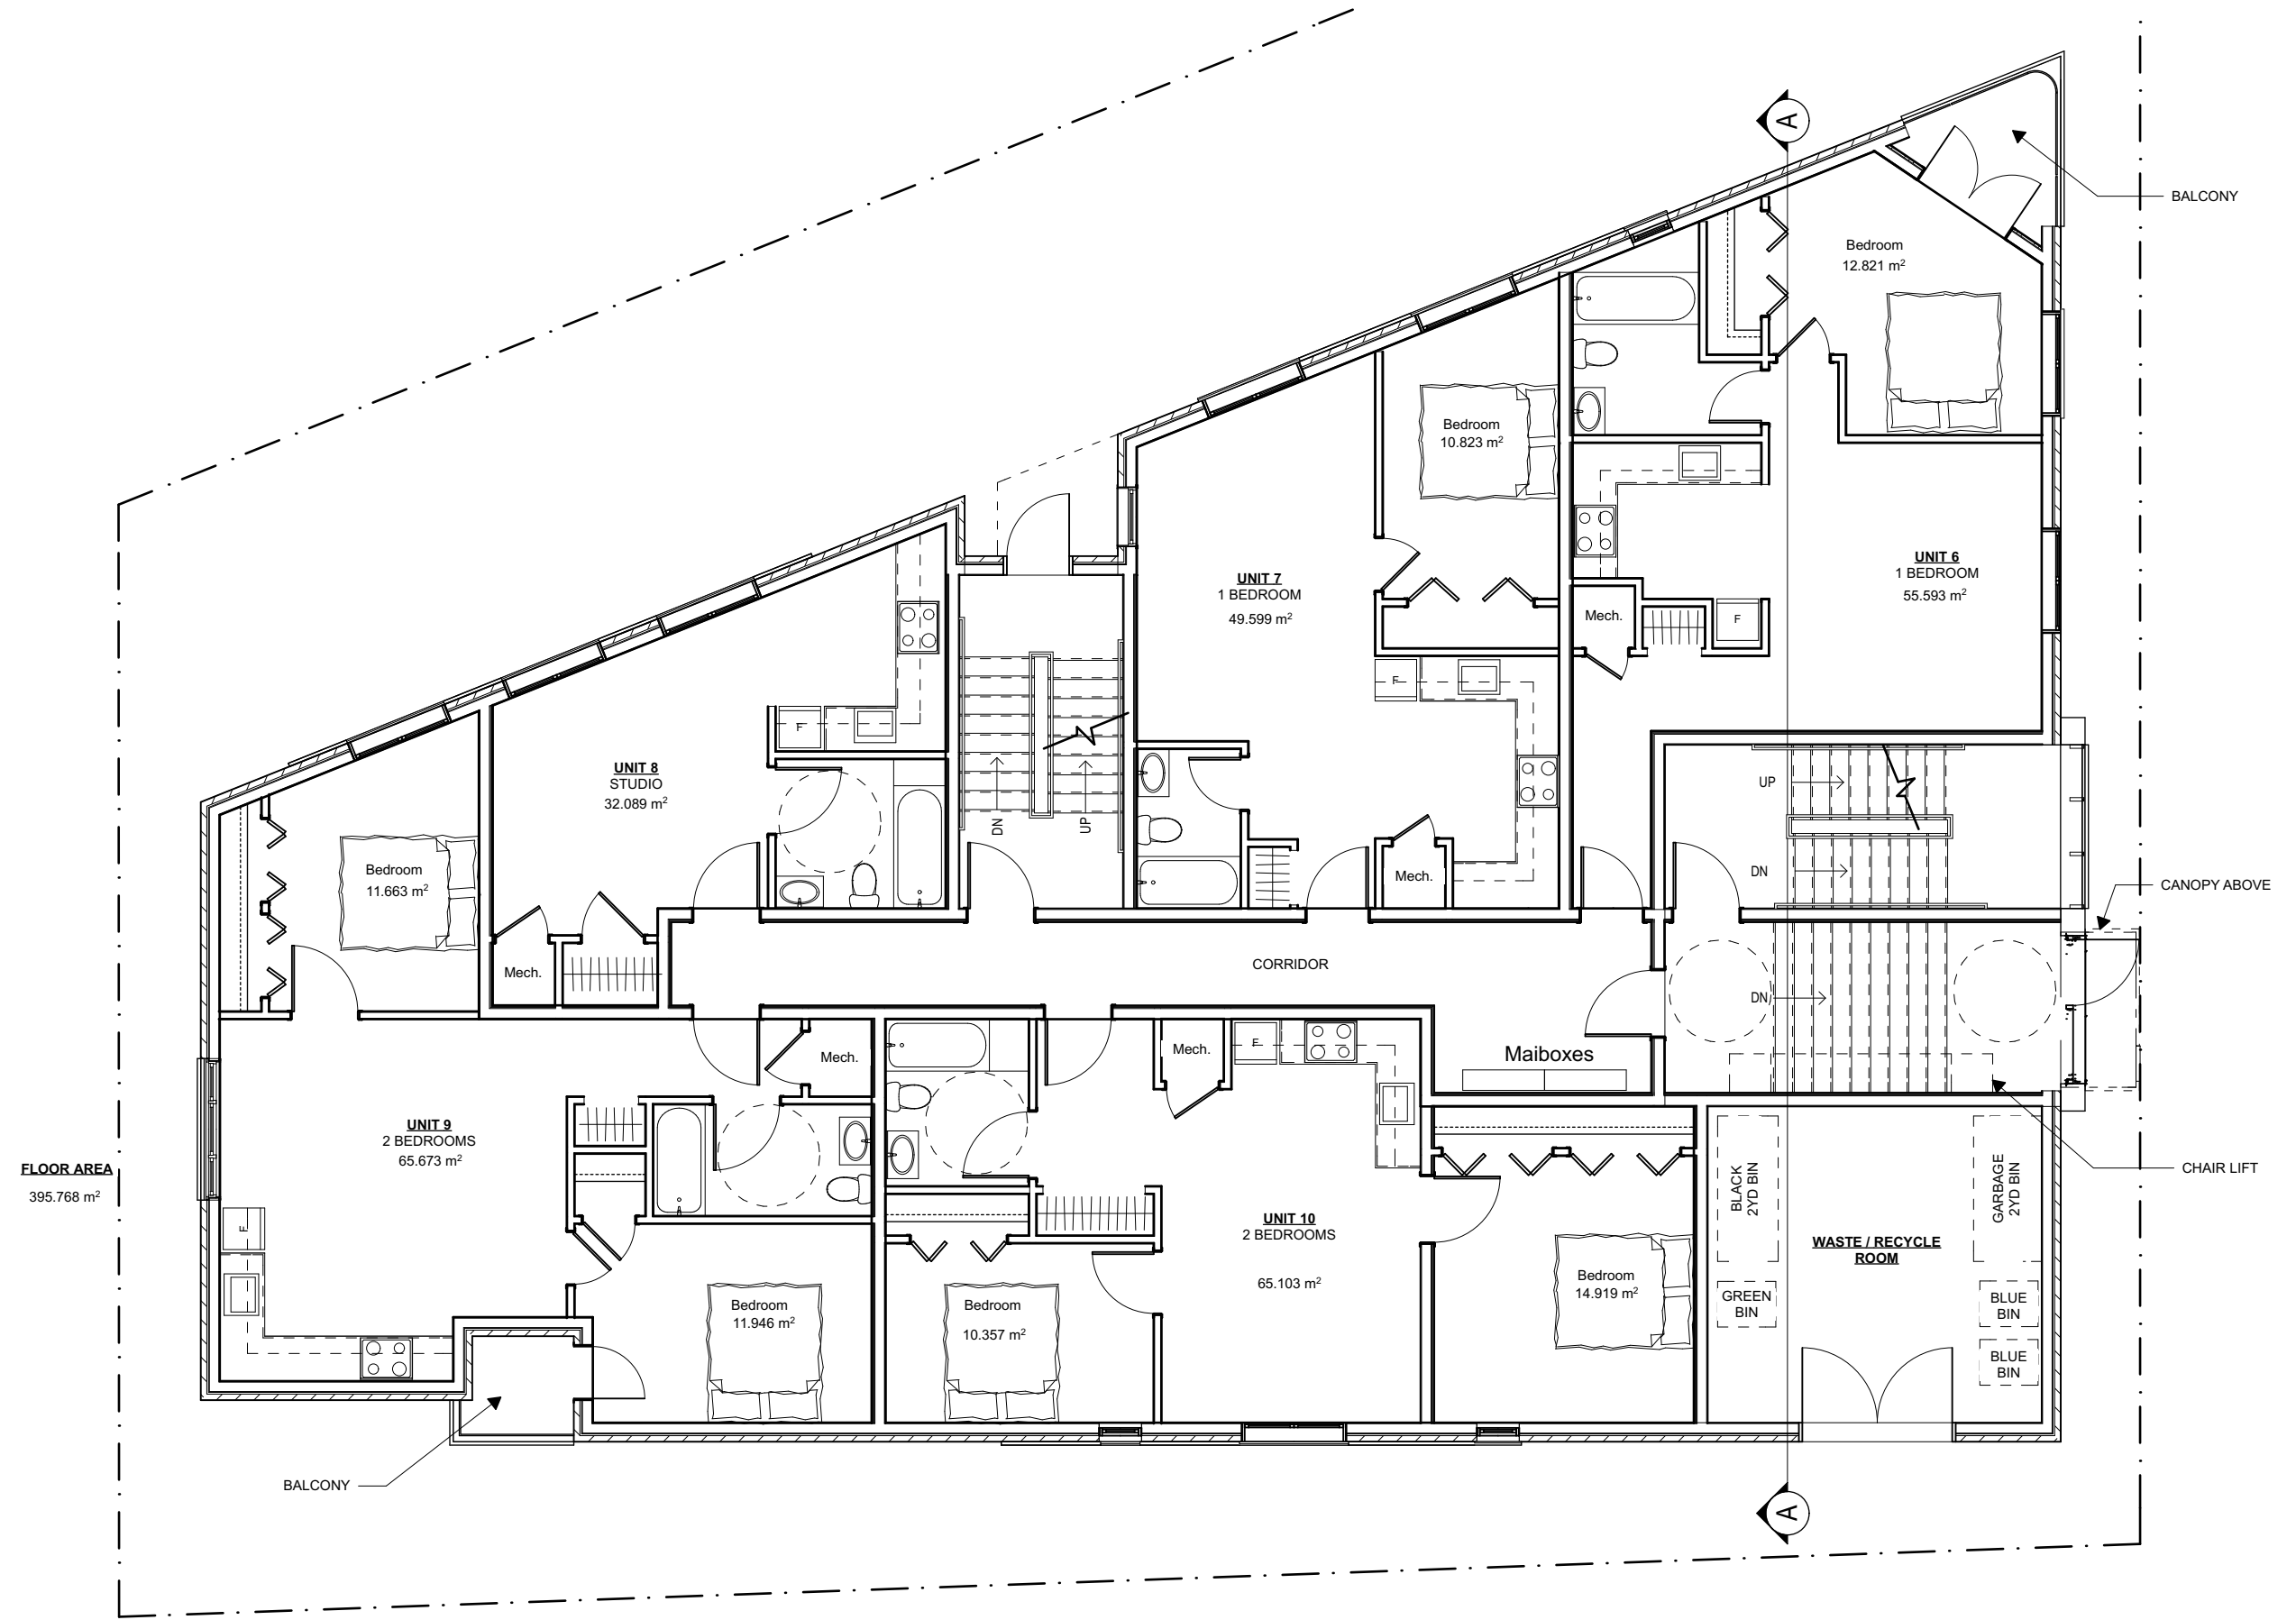 A
BALCONY
Bedroom
12.821 m²
Bedroom
10.823 m²
UNIT 6
1 BEDROOM
55.593 m²
UNIT 7
1 BEDROOM
49.599 m²
Mech.
F
F
F
UNIT 8
STUDIO
32.089 m²
UP
DN
DN
UP
Bedroom
11.663 m²
Mech.
CANOPY ABOVE
Mech.
CORRIDOR
DN
Mech.
Mech.
F
Maiboxes
UNIT 9
2 BEDROOMS
65.673 m²
FLOOR AREA
395.768 m²
CHAIR LIFT
BLACK
2YD BIN
GARBAGE
2YD BIN
F
UNIT 10
2 BEDROOMS
65.103 m²
WASTE / RECYCLE
ROOM
Bedroom
14.919 m²
GREEN
BIN
BLUE
BIN
Bedroom
11.946 m²
Bedroom
10.357 m²
BLUE
BIN
BALCONY
A